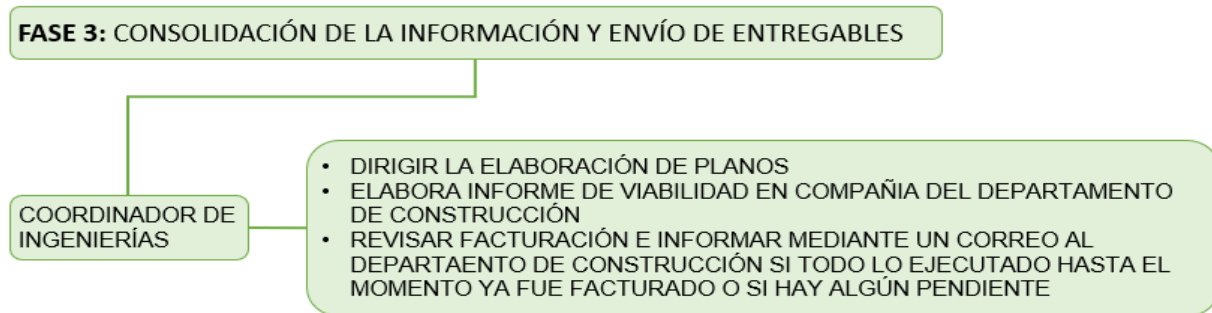 FASE 3: CONSOLIDACIÓN DE LA INFORMACIÓN Y ENVÍO DE ENTREGABLES
COORDINADOR DE
INGENIERÍAS
• DIRIGIR LA ELABORACIÓN DE PLANOS
• ELABORA INFORME DE VIABILIDAD EN COMPAÑIA DEL DEPARTAMENTO
DE CONSTRUCCIÓN
• REVISAR FACTURACIÓN E INFORMAR MEDIANTE UN CORREO AL
DEPARTAENTO DE CONSTRUCCIÓN SI TODO LO EJECUTADO HASTA EL
MOMENTO YA FUE FACTURADO O SI HAY ALGÚN PENDIENTE